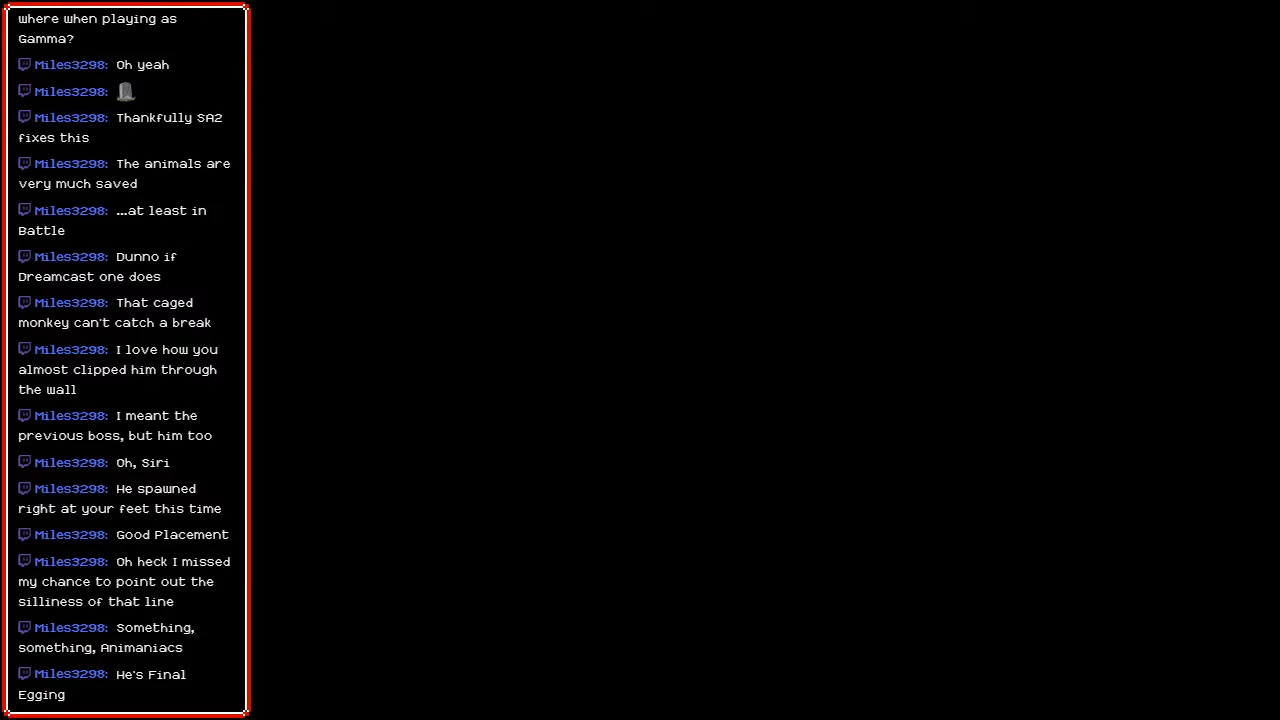 where when playing as
Gamma?
Miles3298: Oh yeah
Miles3298:
Miles3298: Thankfully SA2
fixes this
Miles3298: The animals are
very much saved
Miles3298: ...at least in
Battle
Miles3298: Dunno if
Dreamcast one does
Miles3298: That caged
monkey can't catch a break
Miles3298: I love how you
almost clipped him through
the wall
Miles3298: I meant the
previous boss, but him too
Miles3298: Oh, Siri
Miles3298: He spawned
right at your feet this time
Miles3298: Good Placement
Miles3298: Oh heck I missed
my chance to point out the
silliness of that line
Miles3298: Something,
something, Animaniacs
Miles3298: He's Final
Egging